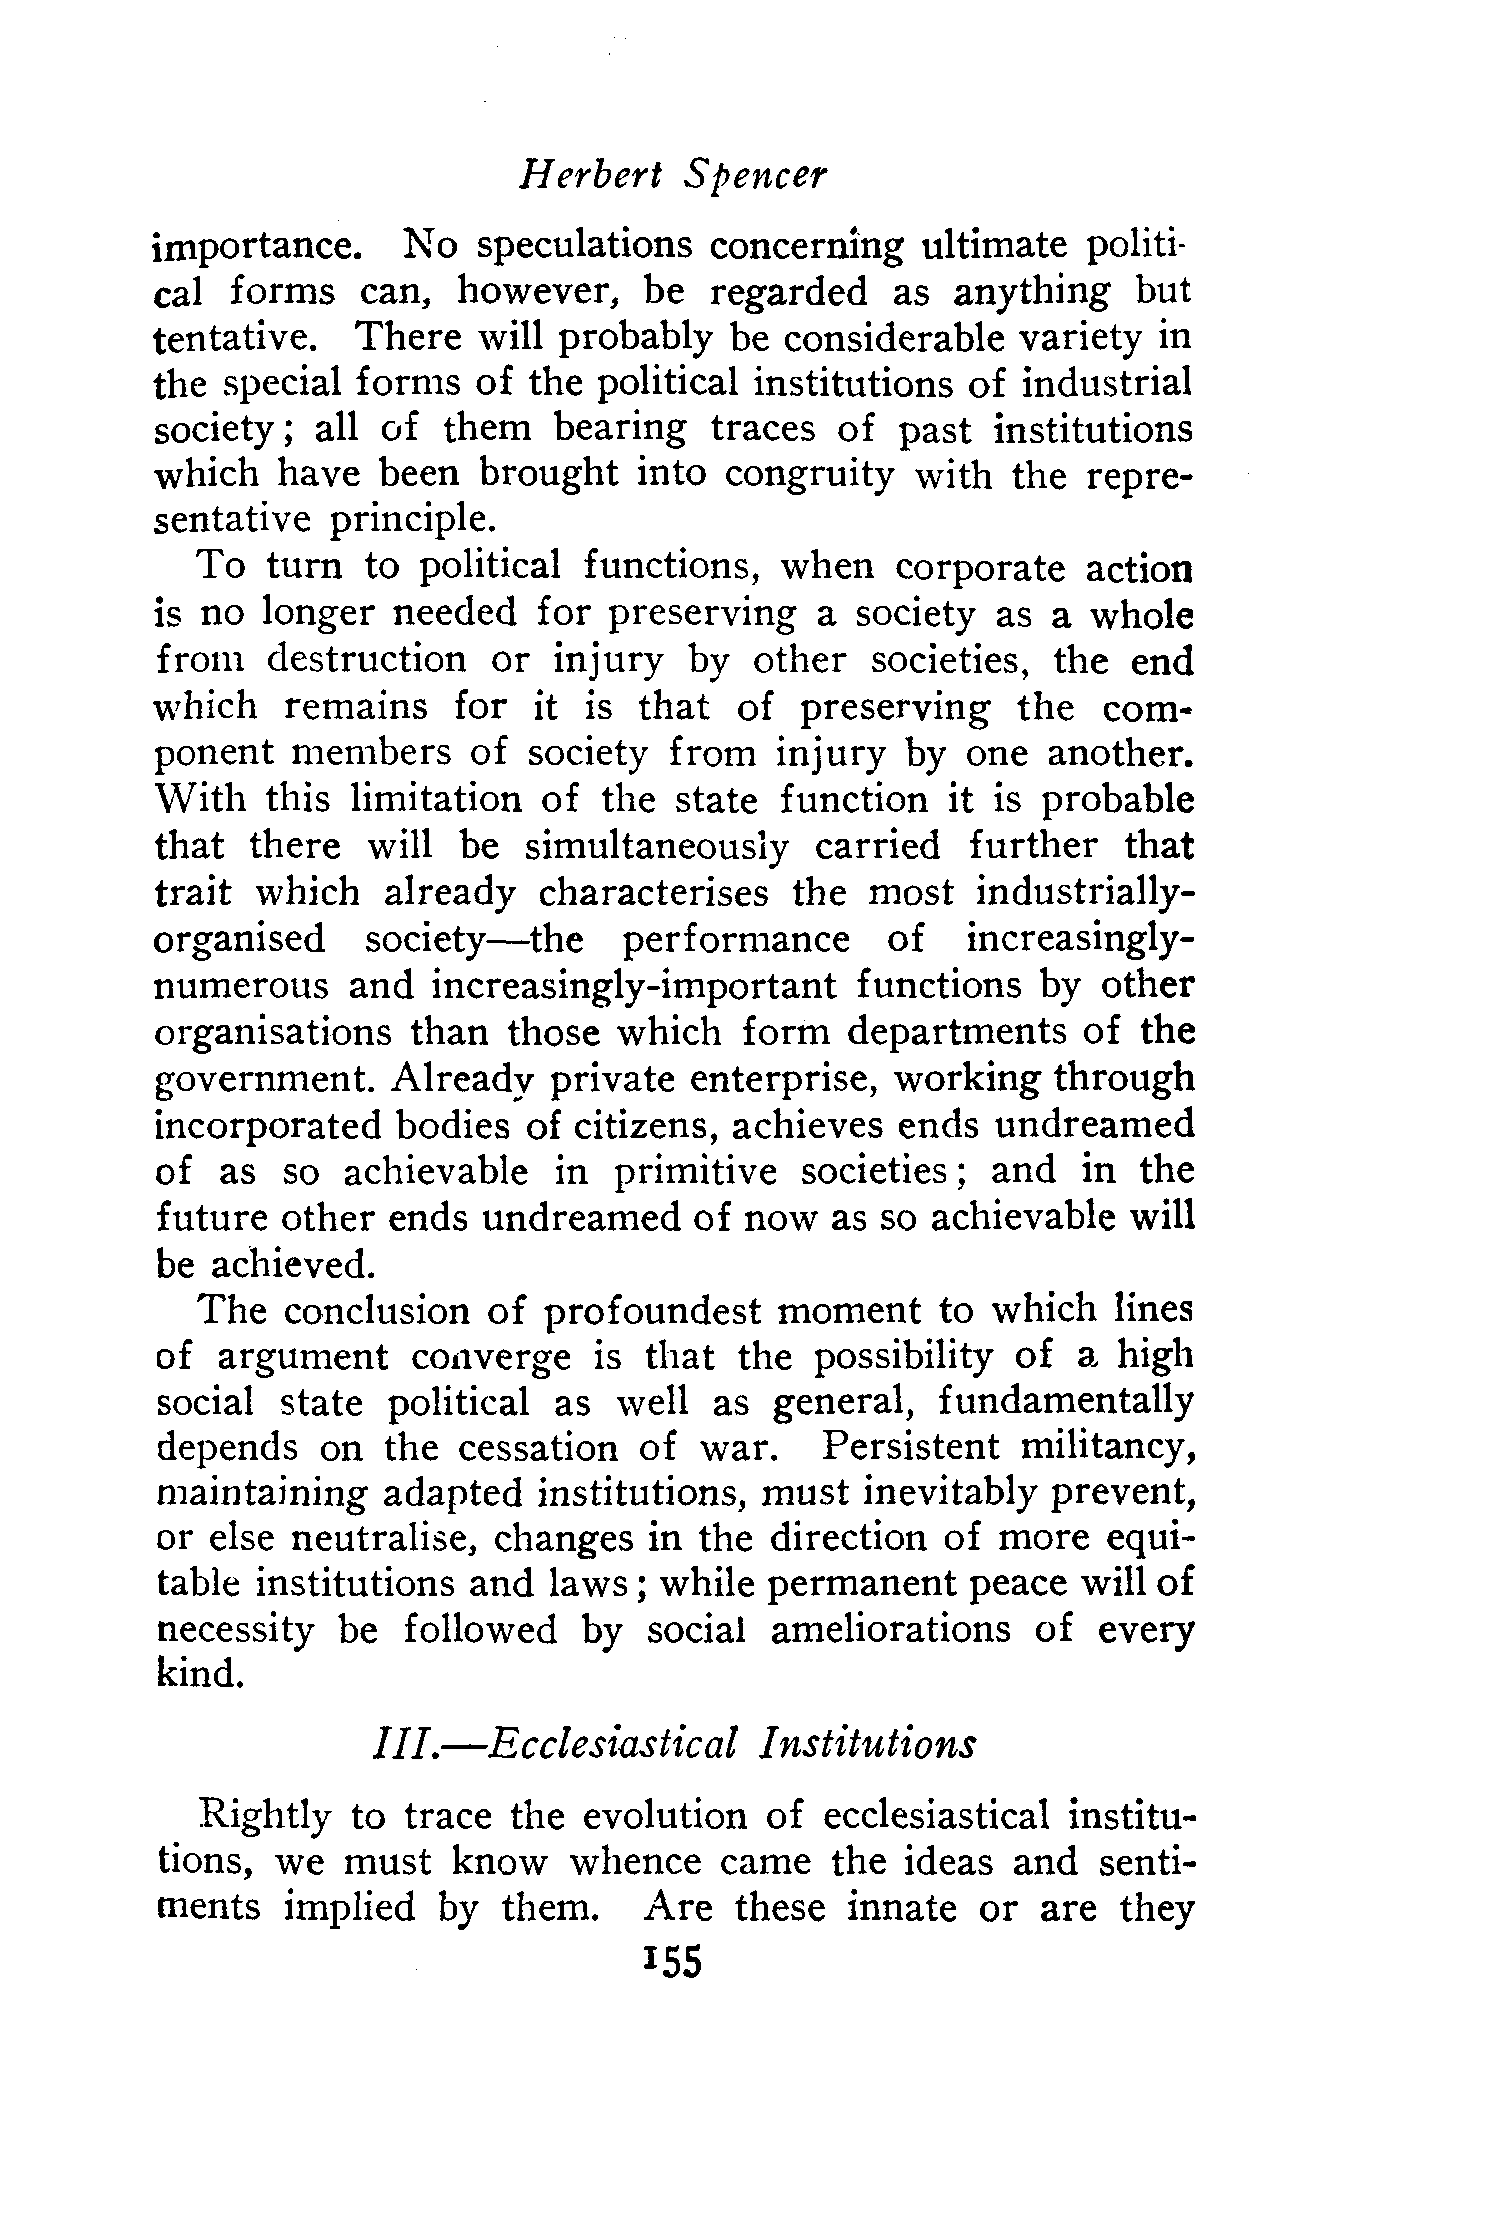 Herbert Spencer
importance. No speculations concerning ultimate politi-
cal forms can, however, be regarded as anything but
tentative. There will probably be considerable variety in
the special forms of the political institutions of industrial
society; all of them bearing traces of past institutions
which have been brought into congruity with the repre-
sentative principle.
To turn to political functions, when corporate action
is no longer needed for preserving a society as a whole
from destruction or injury by other societies, the end
which remains for it is that of preserving the com-
ponent members of society from injury by one another.
With this limitation of the state function it is probable
that there will be simultaneously carried further that
trait which already characterises the most industrially-
organised society—the performance of increasingly-
numerous and increasingly-important functions by other
organisations than those which form departments of the
government. Already private enterprise, working through
incorporated bodies of citizens, achieves ends undreamed
of as so achievable in primitive societies; and in the
future other ends undreamed of now as so achievable will
be achieved.
The conclusion of profoundest moment to which lines
of argument converge is that the possibility of a high
social state political as well as general, fundamentally
depends on the cessation of war. Persistent militancy,
maintaining adapted institutions, must inevitably prevent,
or else neutralise, changes in the direction of more equi-
table institutions and laws; while permanent peace will of
necessity be followed by social ameliorations of every
kind.
III.—Ecclesiastical Institutions
Rightly to trace the evolution of ecclesiastical institu-
tions, we must know whence came the ideas and senti-
ments implied by them. Are these innate or are they
155